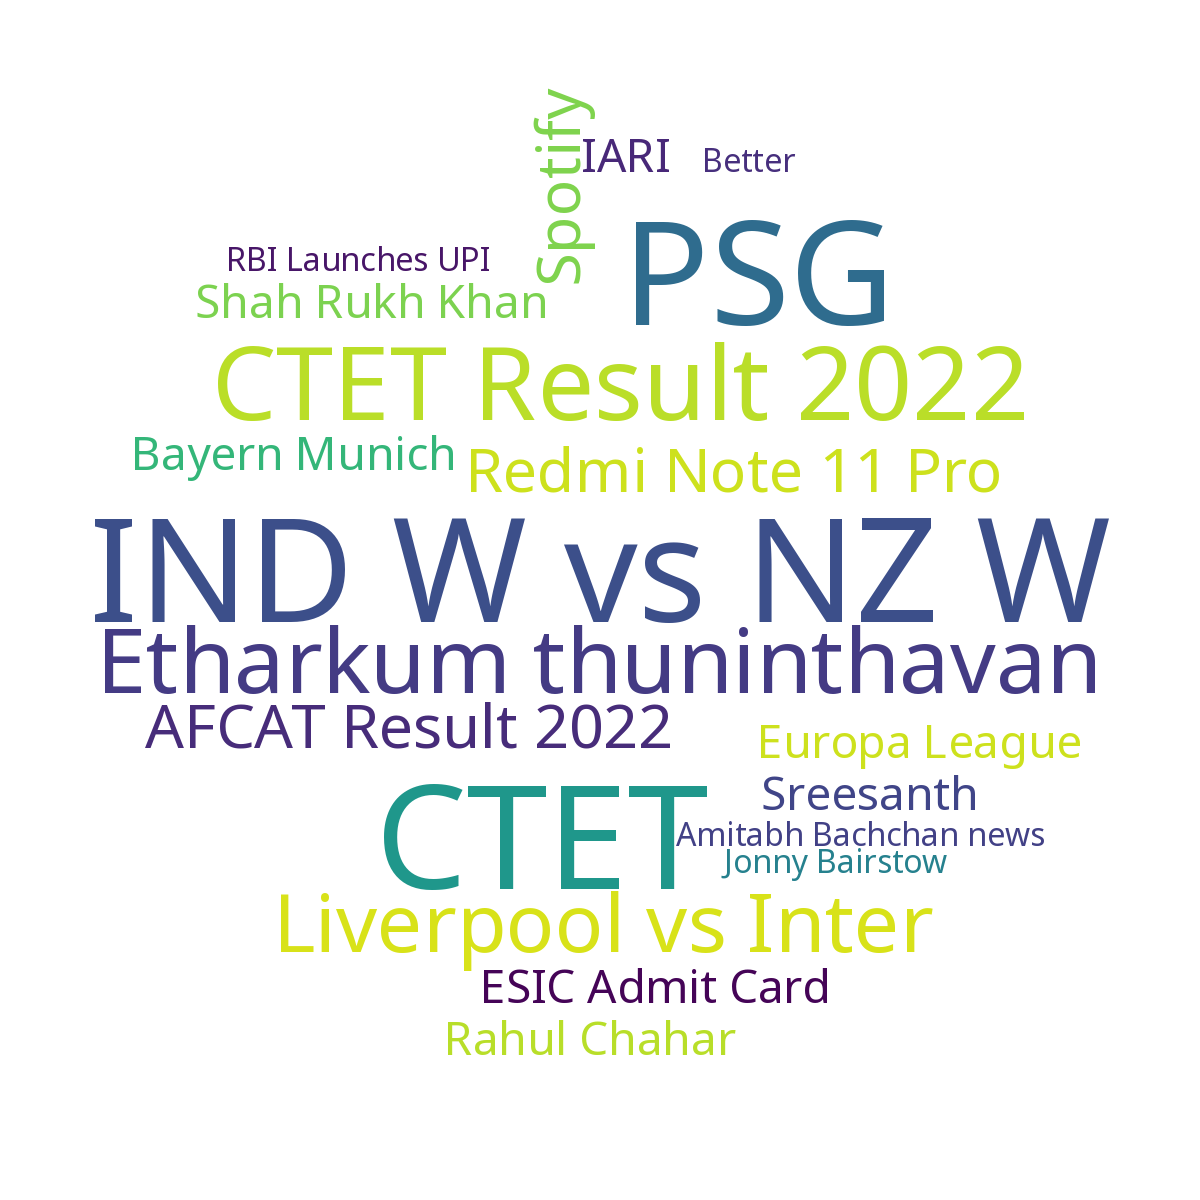 Spotify
IARI
Better
PSG
RBI Launches UPI
Shah Rukh Khan
CTET Result 2022
Bayern Munich
Redmi Note 11 Pro
IND W vs NZ W
Etharkum thuninthavan
AFCAT Result 2022
Europa League
CTET
Sreesanth
Amitabh Bachchan news
Jonny Bairstow
Liverpool vs Inter
ESIC Admit Card
Rahul Chahar